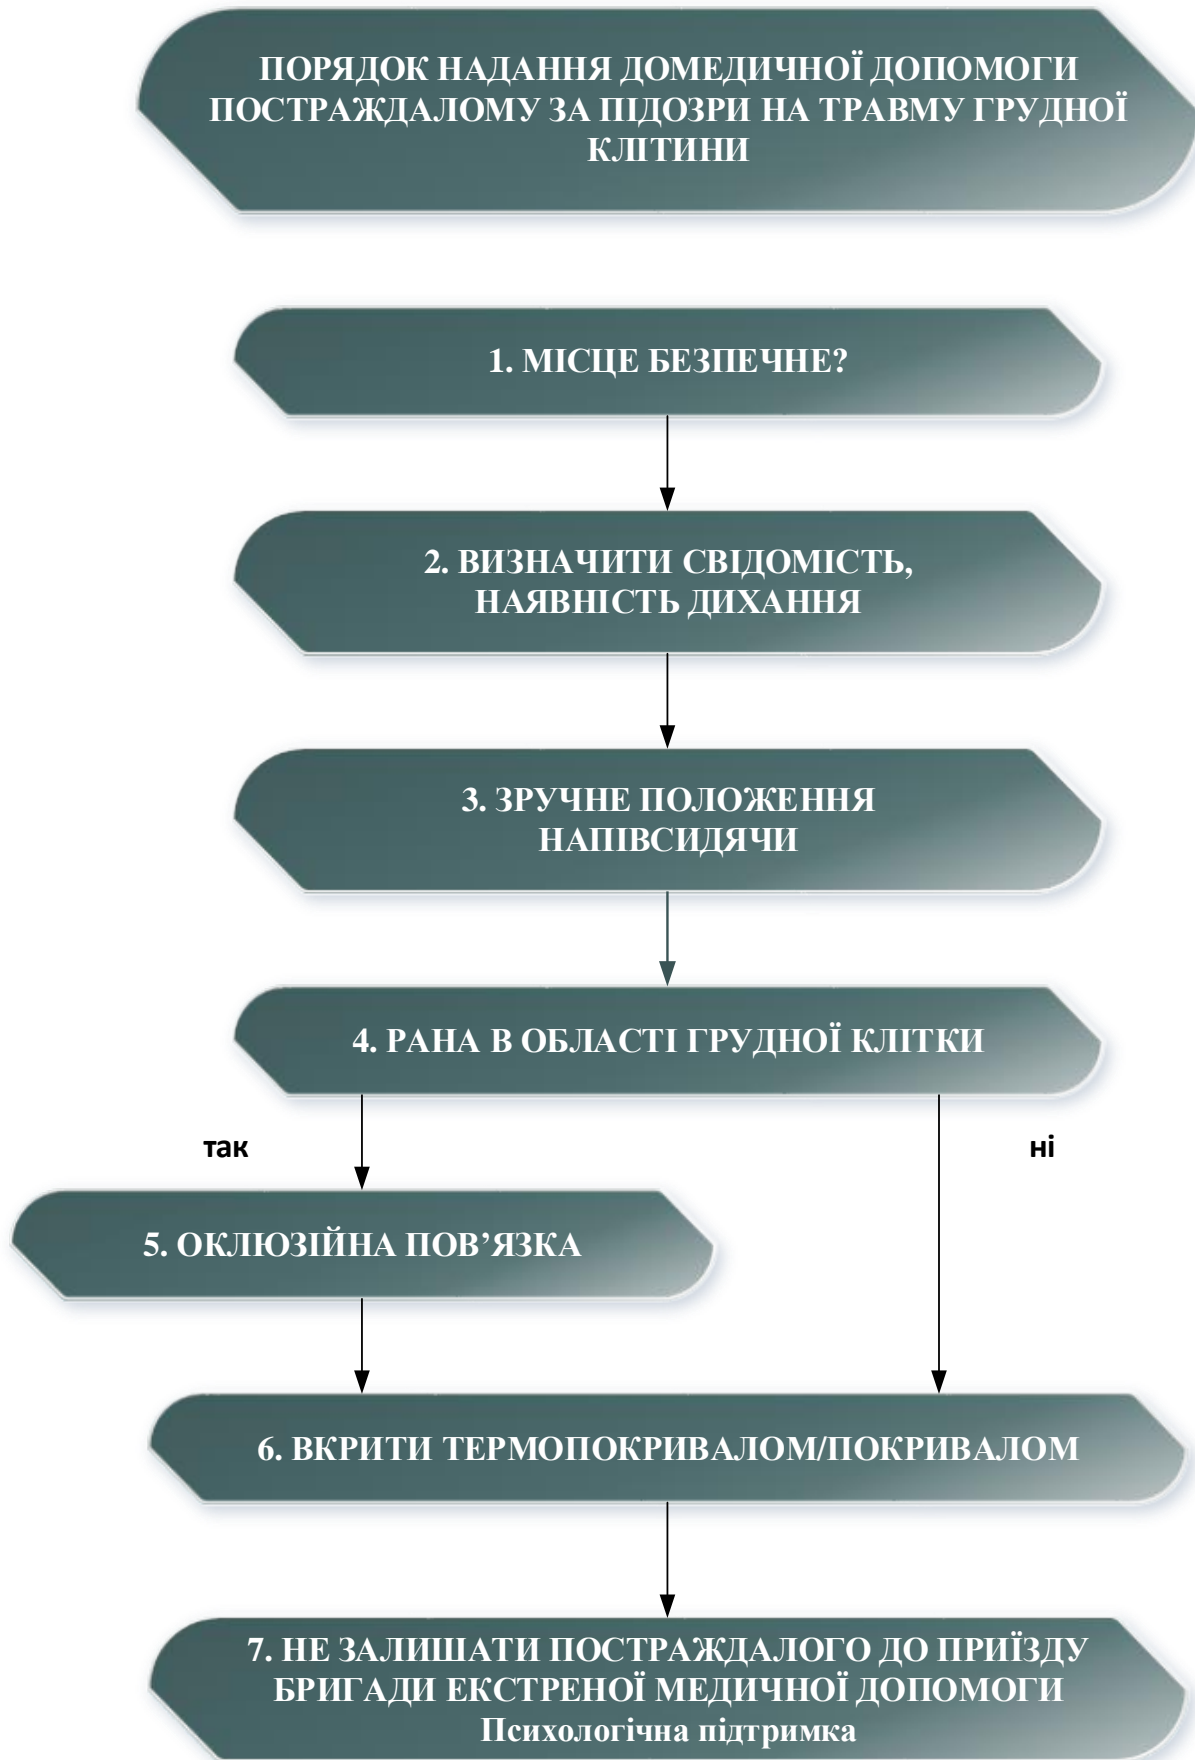 ПОРЯДОК НАДАННЯ ДОМЕДИЧНОЇ ДОПОМОГИ
ПОСТРАЖДАЛОМУ ЗА ПІДОЗРИ НА ТРАВМУ ГРУДНОЇ
КЛІТИНИ
1. МІСЦЕ БЕЗПЕЧНЕ?
2. ВИЗНАЧИТИ СВІДОМІСТЬ,
НАЯВНІСТЬ ДИХАННЯ
3. ЗРУЧНЕ ПОЛОЖЕННЯ
НАПІВСИДЯЧИ
4. РАНА В ОБЛАСТІ ГРУДНОЇ КЛІТКИ
так
ні
5. ОКЛЮЗІЙНА ПОВ’ЯЗКА
6. ВКРИТИ ТЕРМОПОКРИВАЛОМ/ПОКРИВАЛОМ
7. НЕ ЗАЛИШАТИ ПОСТРАЖДАЛОГО ДО ПРИЇЗДУ
БРИГАДИ ЕКСТРЕНОЇ МЕДИЧНОЇ ДОПОМОГИ
Психологічна підтримка